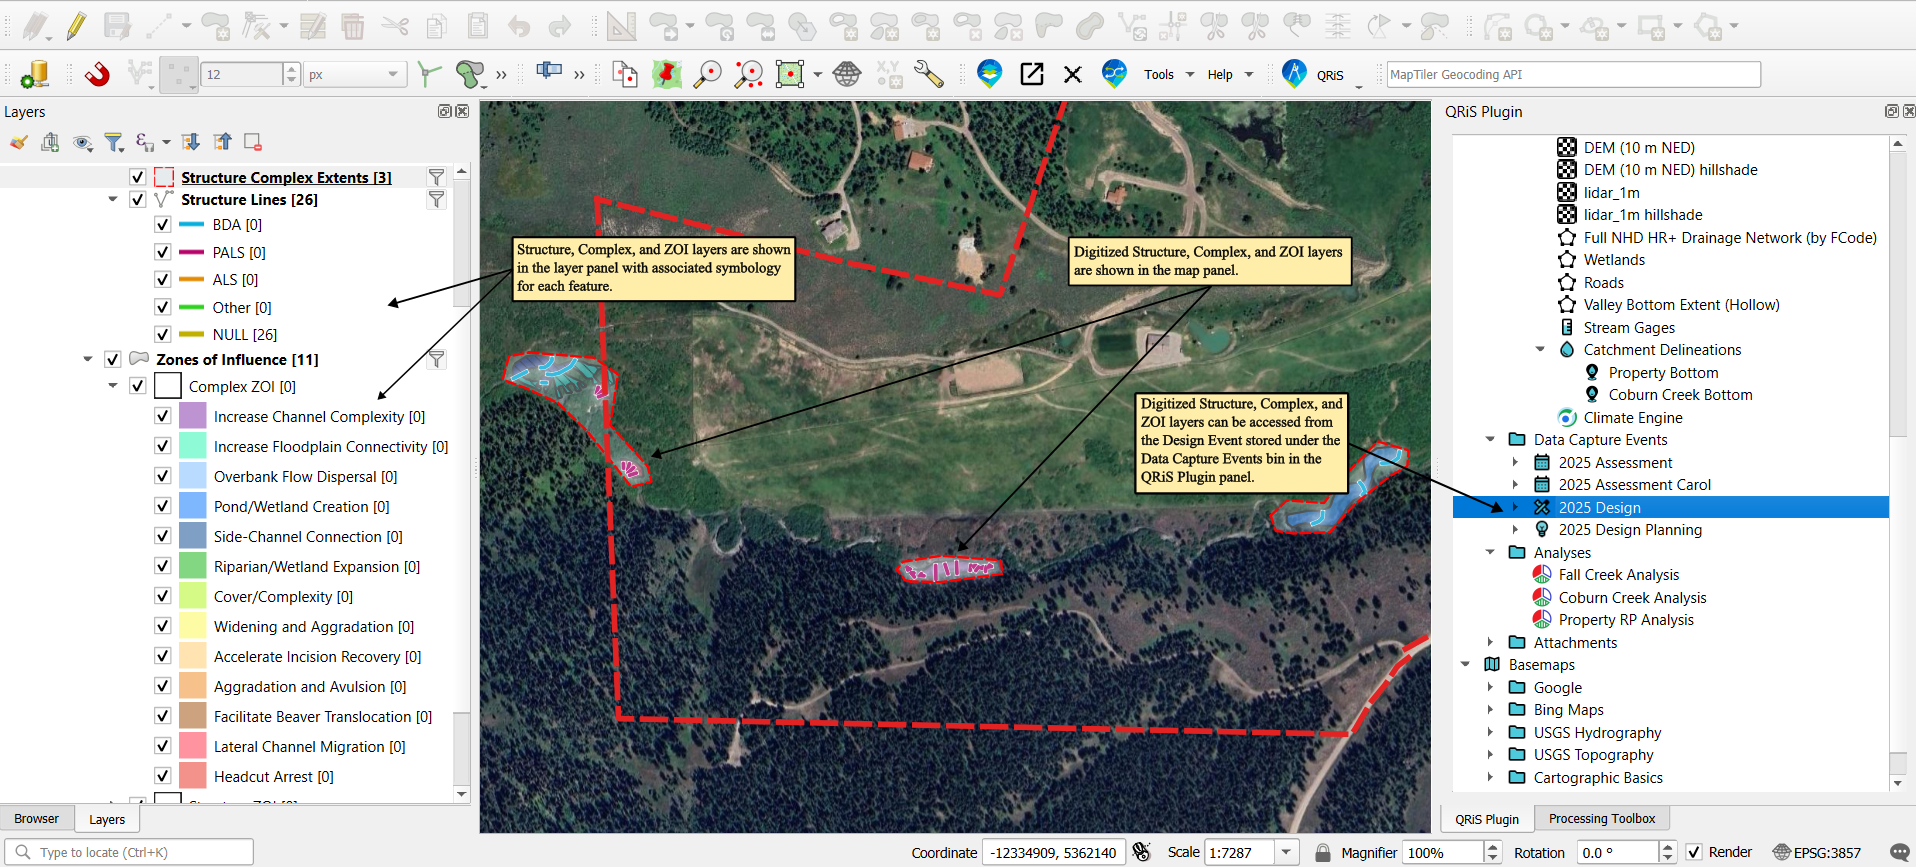 12
px
Tools
Help
QRiS
MapTiler Geocoding API
Layers
Structure Complex Extents [3]
Structure Lines [26]
BDA [0]
PALS [0]
ALS [0]
Other [0]
NULL [26]
Zones of Influence [11]
Complex ZOI [0]
Increase Channel Complexity [0]
Increase Floodplain Connectivity [0]
Overbank Flow Dispersal [0]
Pond/Wetland Creation [0]
Side-Channel Connection [0]
Riparian/Wetland Expansion [0]
Cover/Complexity [0]
Widening and Aggradation [0]
Accelerate Incision Recovery [0]
Aggradation and Avulsion [0]
Facilitate Beaver Translocation [0]
Lateral Channel Migration [0]
Headcut Arrest [0]
Browser
Layers
Structure, Complex, and ZOI layers are shown
in the layer panel with associated symbology
for each feature.
Digitized Structure, Complex, and ZOI layers
are shown in the map panel.
Digitized Structure, Complex, and
ZOI layers can be accessed from
the Design Event stored under the
Data Capture Events bin in the
QRiS Plugin panel.
QRiS Plugin
DEM (10 m NED)
DEM (10 m NED) hillshade
lidar_1m
lidar_1m hillshade
Full NHD HR+ Drainage Network (by FCode)
Wetlands
Roads
Valley Bottom Extent (Hollow)
Stream Gages
Catchment Delineations
Property Bottom
Coburn Creek Bottom
Climate Engine
Data Capture Events
2025 Assessment
2025 Assessment Carol
2025 Design
2025 Design Planning
Analyses
Fall Creek Analysis
Coburn Creek Analysis
Property RP Analysis
Attachments
Basemaps
Google
Bing Maps
USGS Hydrography
USGS Topography
Cartographic Basics
QRiS Plugin
Processing Toolbox
Type to locate (Ctrl+K)
Coordinate
-12334909, 5362140
Scale
1:7287
Magnifier
100%
Rotation
0.0 °
Render
EPSG:3857